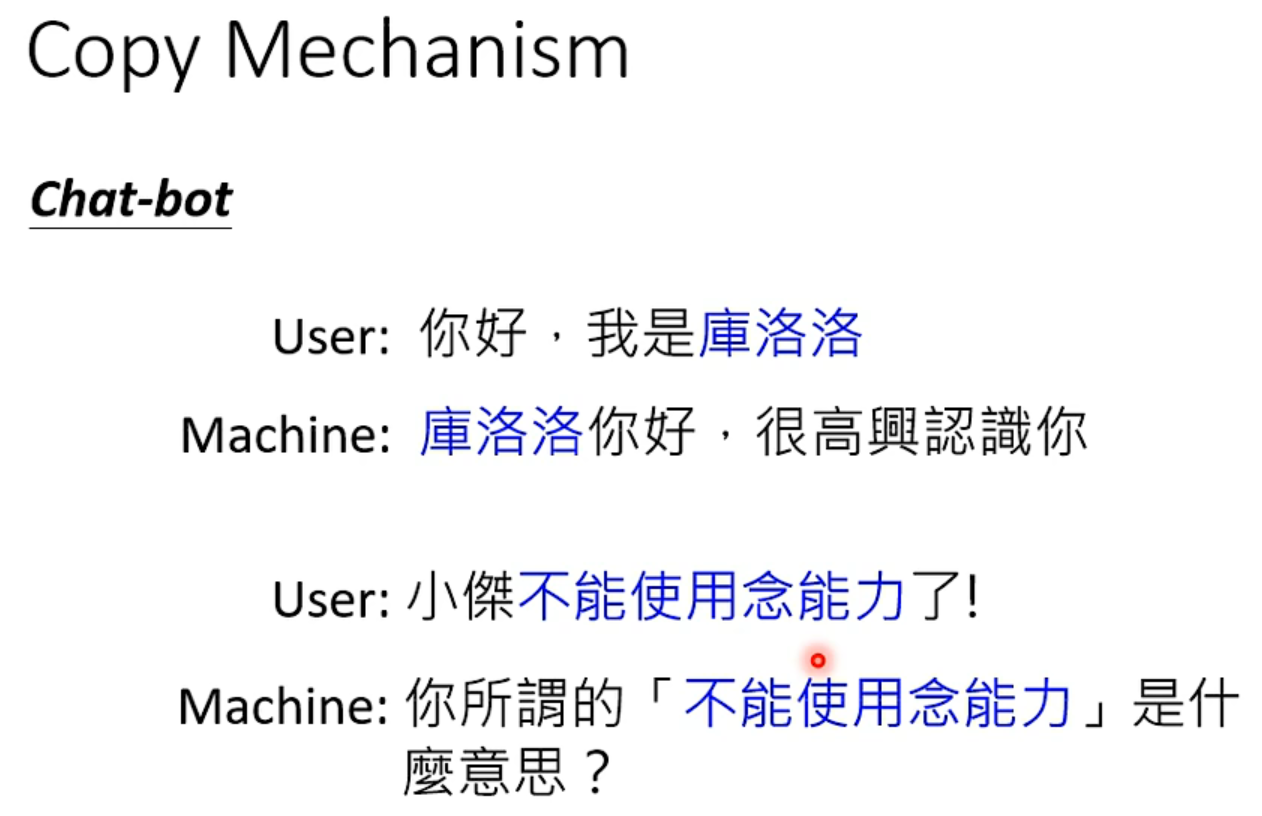 Copy Mechanism
Chat-bot
User: 你好，我是庫洛洛
Machine: 庫洛洛你好，很高興認識你
User: 小傑不能使用念能力了!
Machine: 你所謂的「不能使用念能力」是什
麼意思？